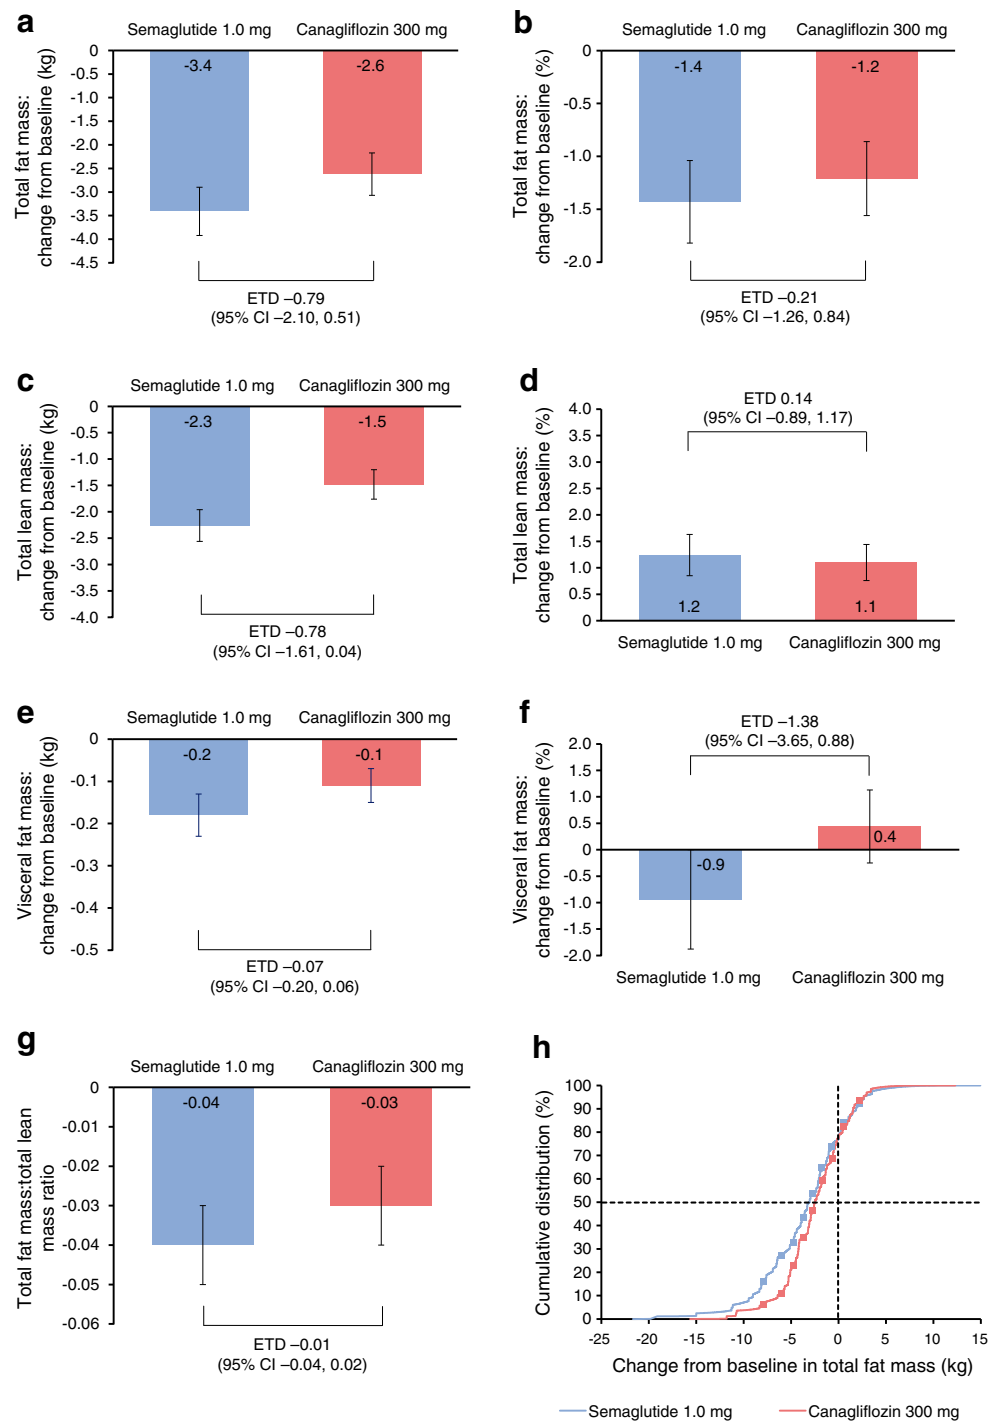 a
Semaglutide 1.0 mg
Canagliflozin 300 mg
Total fat mass:
change from baseline (kg)
0
-0.5
-1.0
-1.5
-2.0
-2.5
-3.0
-3.5
-4.0
-4.5
-3.4
-2.6
ETD –0.79
(95% CI –2.10, 0.51)
b
Semaglutide 1.0 mg
Canagliflozin 300 mg
Total fat mass:
change from baseline (%)
0
-0.5
-1.0
-1.5
-2.0
-1.4
-1.2
ETD –0.21
(95% CI –1.26, 0.84)
c
Semaglutide 1.0 mg
Canagliflozin 300 mg
Total lean mass:
change from baseline (kg)
0
-0.5
-1.0
-1.5
-2.0
-2.5
-3.0
-3.5
-4.0
-2.3
-1.5
ETD –0.78
(95% CI –1.61, 0.04)
d
ETD 0.14
(95% CI –0.89, 1.17)
Total lean mass:
change from baseline (%)
4.0
3.5
3.0
2.5
2.0
1.5
1.0
0.5
0
1.2
1.1
Semaglutide 1.0 mg
Canagliflozin 300 mg
e
Semaglutide 1.0 mg
Canagliflozin 300 mg
Visceral fat mass:
change from baseline (kg)
0
-0.1
-0.2
-0.3
-0.4
-0.5
-0.2
-0.1
ETD –0.07
(95% CI –0.20, 0.06)
f
ETD –1.38
(95% CI –3.65, 0.88)
Visceral fat mass:
change from baseline (%)
2.0
1.5
1.0
0.5
0
-0.5
-1.0
-1.5
-2.0
-0.9
0.4
Semaglutide 1.0 mg
Canagliflozin 300 mg
g
Semaglutide 1.0 mg
Canagliflozin 300 mg
Total fat mass:total lean
mass ratio
0
-0.01
-0.02
-0.03
-0.04
-0.05
-0.06
-0.04
-0.03
ETD –0.01
(95% CI –0.04, 0.02)
h
Cumulative distribution (%)
100
90
80
70
60
50
40
30
20
10
0
-25 -20 -15 -10 -5 0 5 10 15
Change from baseline in total fat mass (kg)
Semaglutide 1.0 mg
Canagliflozin 300 mg